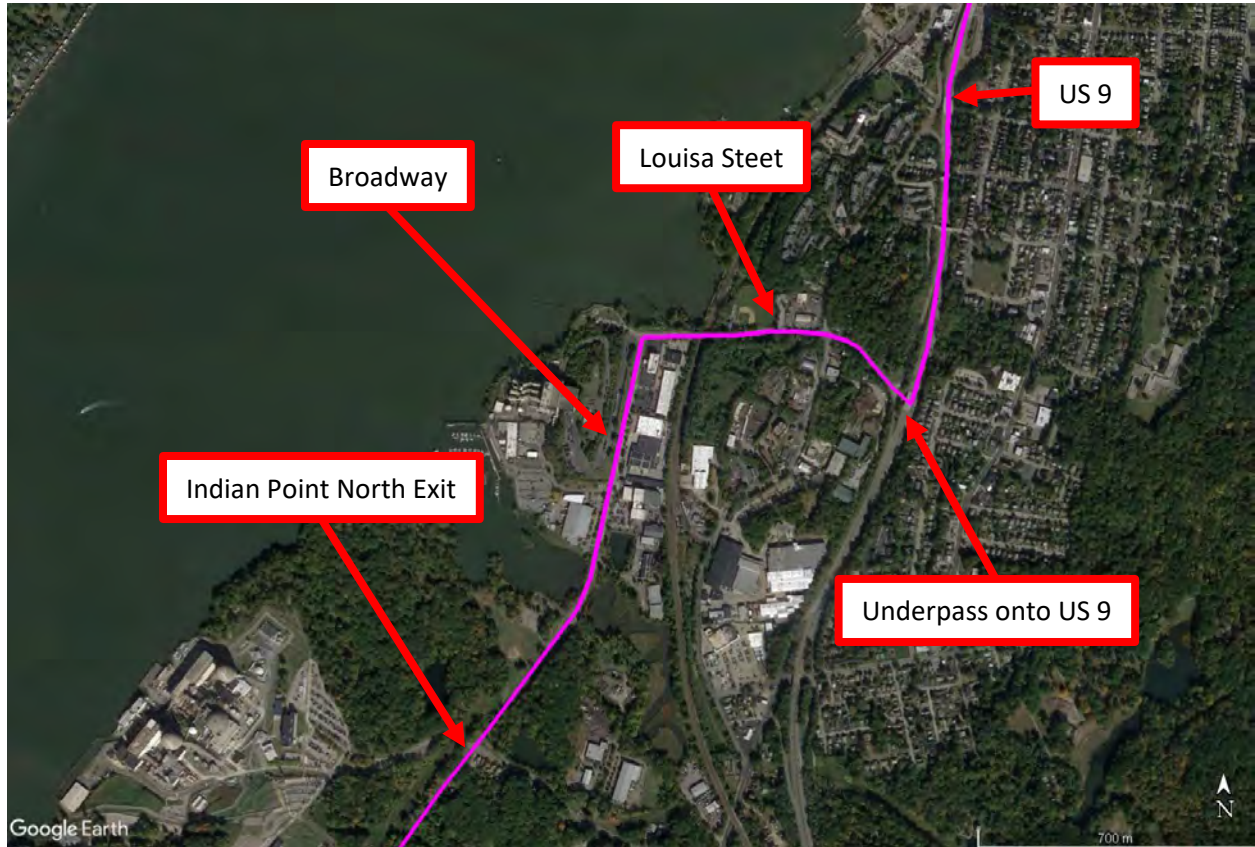 US 9
Louisa Steet
Broadway
Indian Point North Exit
Underpass onto US 9
N
Google Earth
700 m